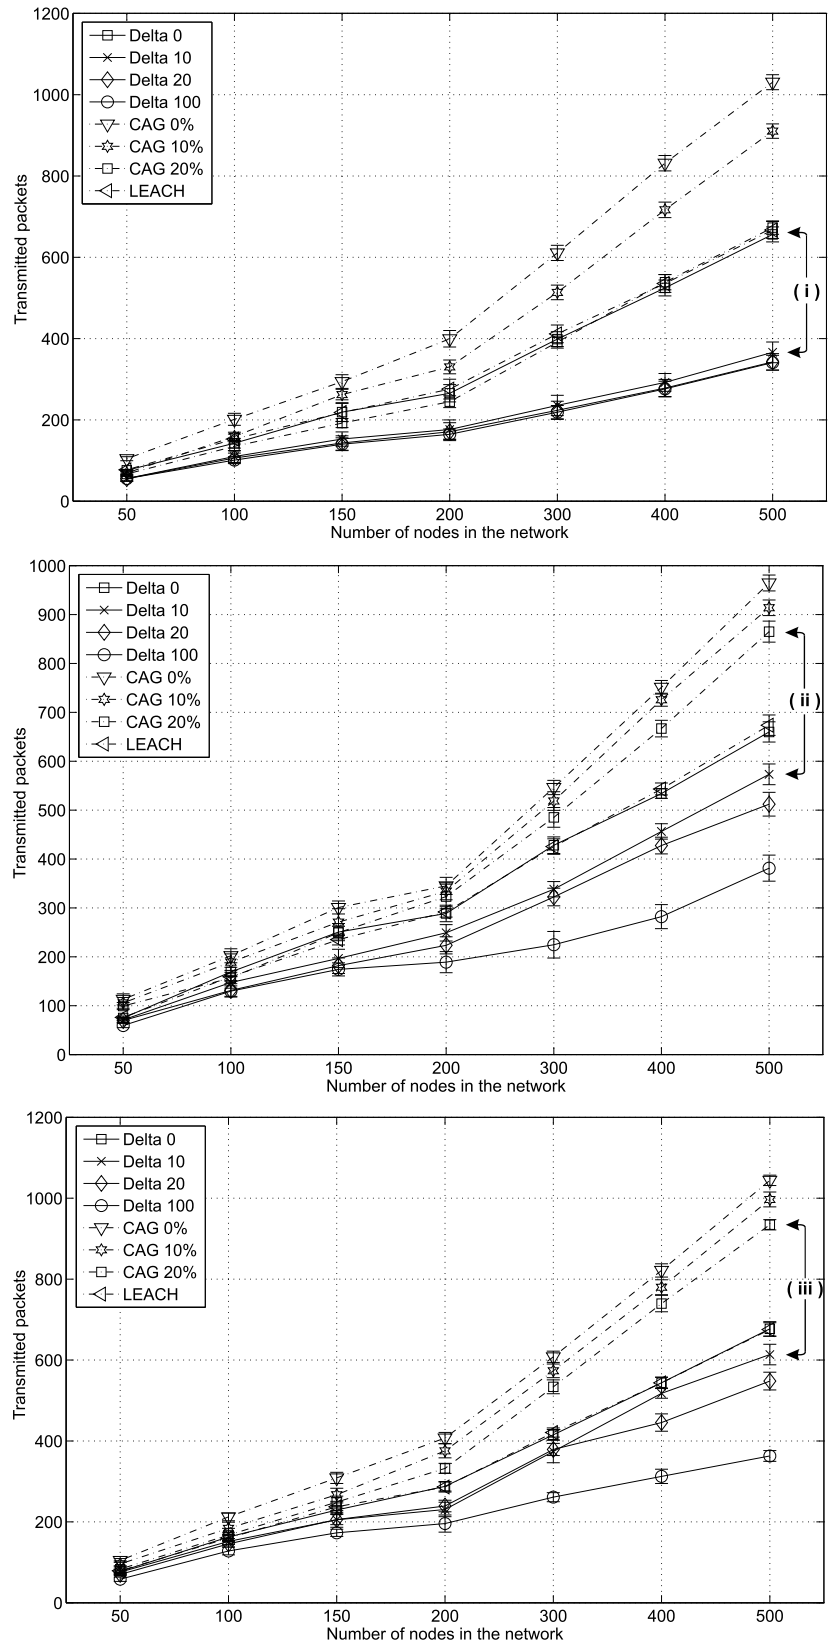 1200
1000
800
600
400
200
0
Transmitted packets
Delta 0
Delta 10
Delta 20
Delta 100
CAG 0%
CAG 10%
CAG 20%
LEACH
( i )
50 100 150 200 300 400 500
Number of nodes in the network
1000
900
800
700
600
500
400
300
200
100
0
Transmitted packets
Delta 0
Delta 10
Delta 20
Delta 100
CAG 0%
CAG 10%
CAG 20%
LEACH
( ii )
50 100 150 200 300 400 500
Number of nodes in the network
1200
1000
800
600
400
200
0
Transmitted packets
Delta 0
Delta 10
Delta 20
Delta 100
CAG 0%
CAG 10%
CAG 20%
LEACH
( iii )
50 100 150 200 300 400 500
Number of nodes in the network